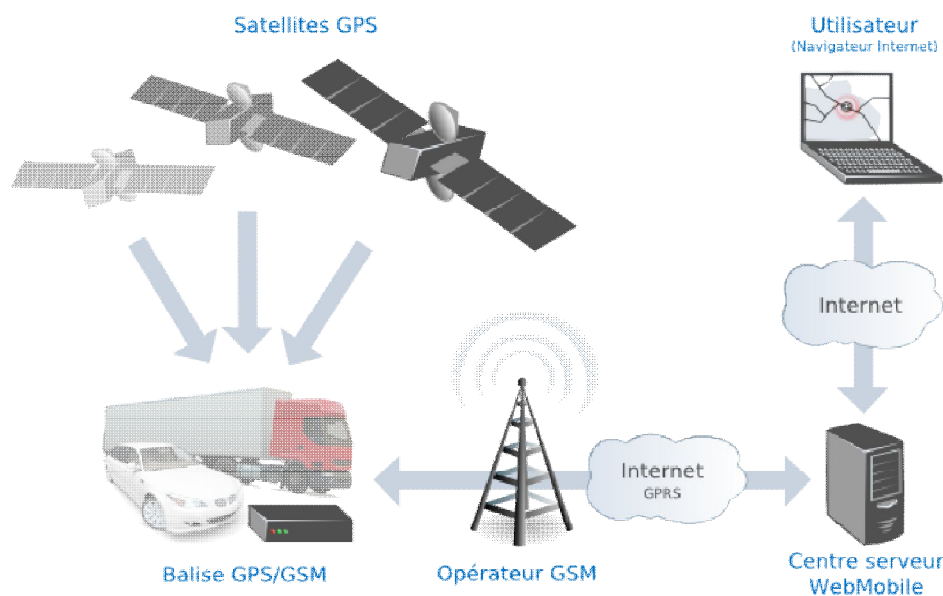 Satellites GPS
Utilisateur
(Navigateur Internet)
Internet
Internet
GPRS
Balise GPS/GSM
Opérateur GSM
Centre serveur
WebMobile